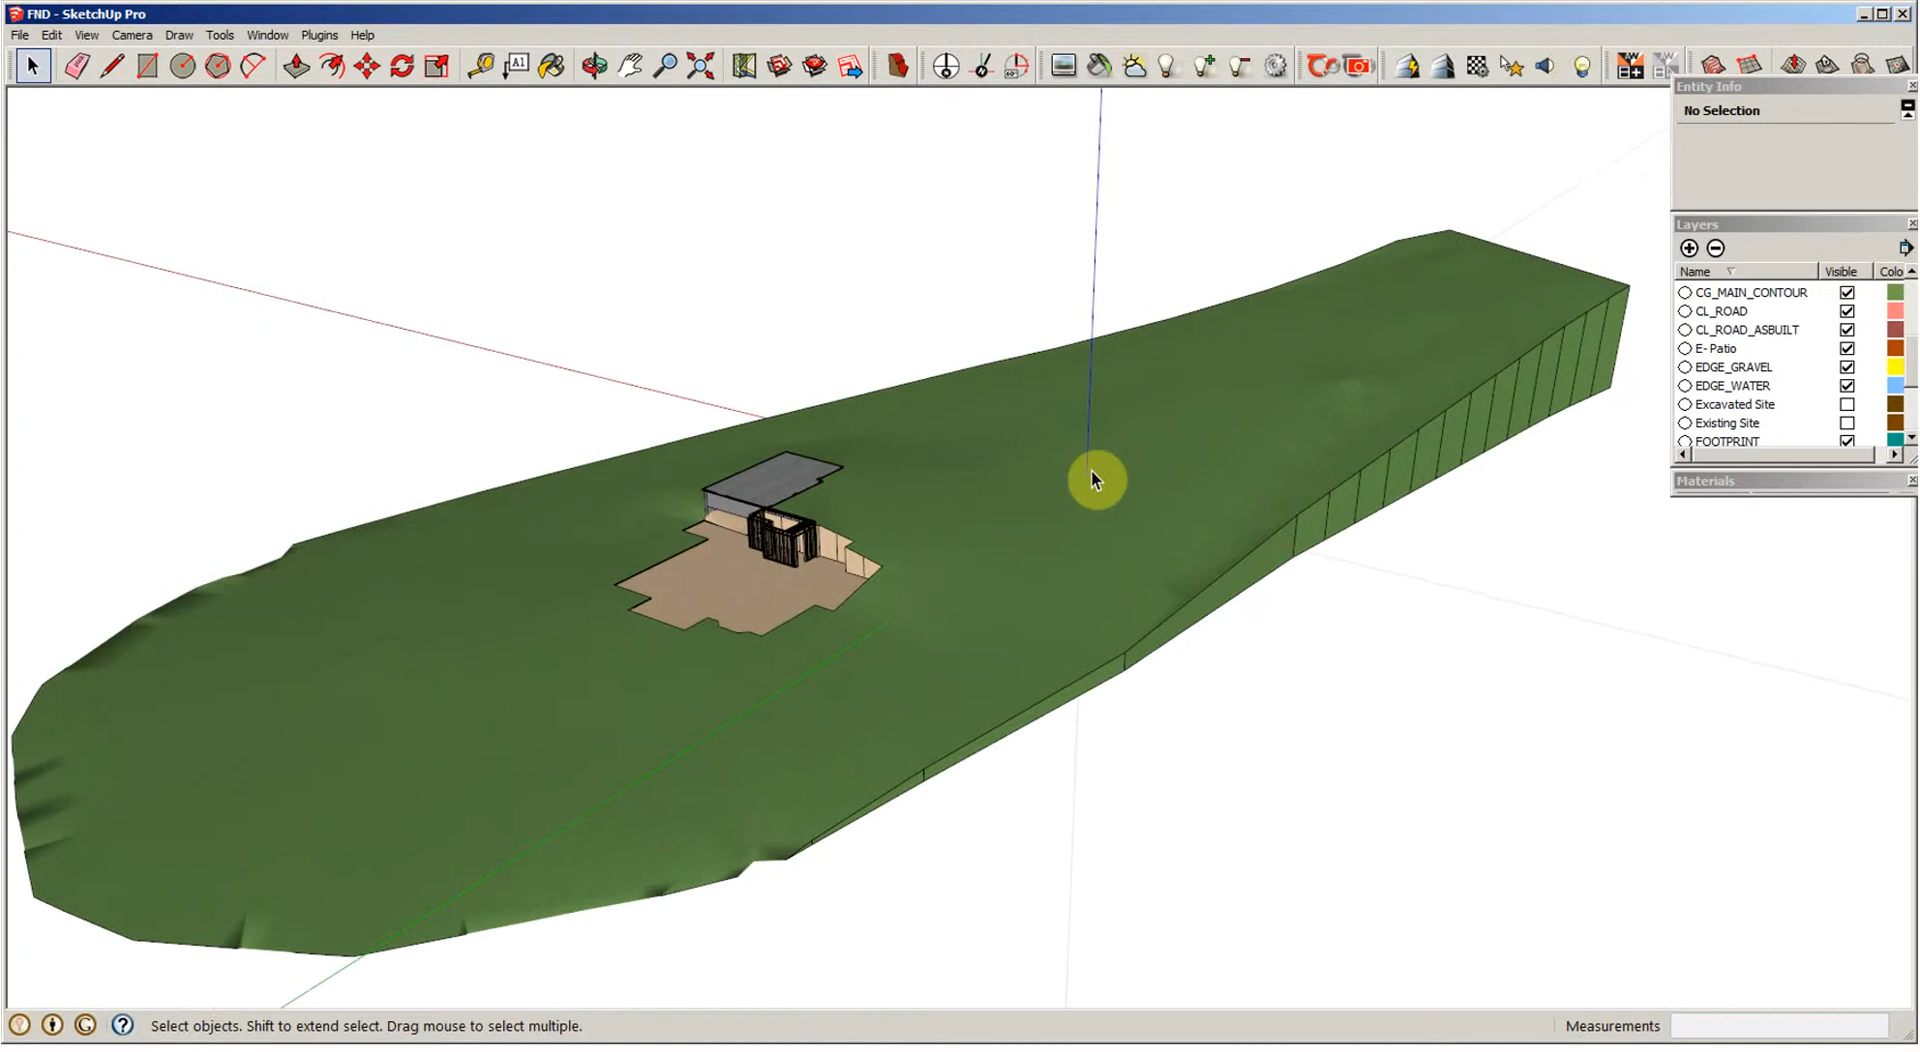 FND - SketchUp Pro
File Edit View Camera Draw Tools Window Plugins Help
A1
Entity Info
No Selection
Layers
Name Visible Colo
CG_MAIN_CONTOUR
CL_ROAD
CL_ROAD_ASBUILT
E- Patio
EDGE_GRAVEL
EDGE_WATER
Excavated Site
Existing Site
FOOTPRINT
Materials
Select objects. Shift to extend select. Drag mouse to select multiple.
Measurements